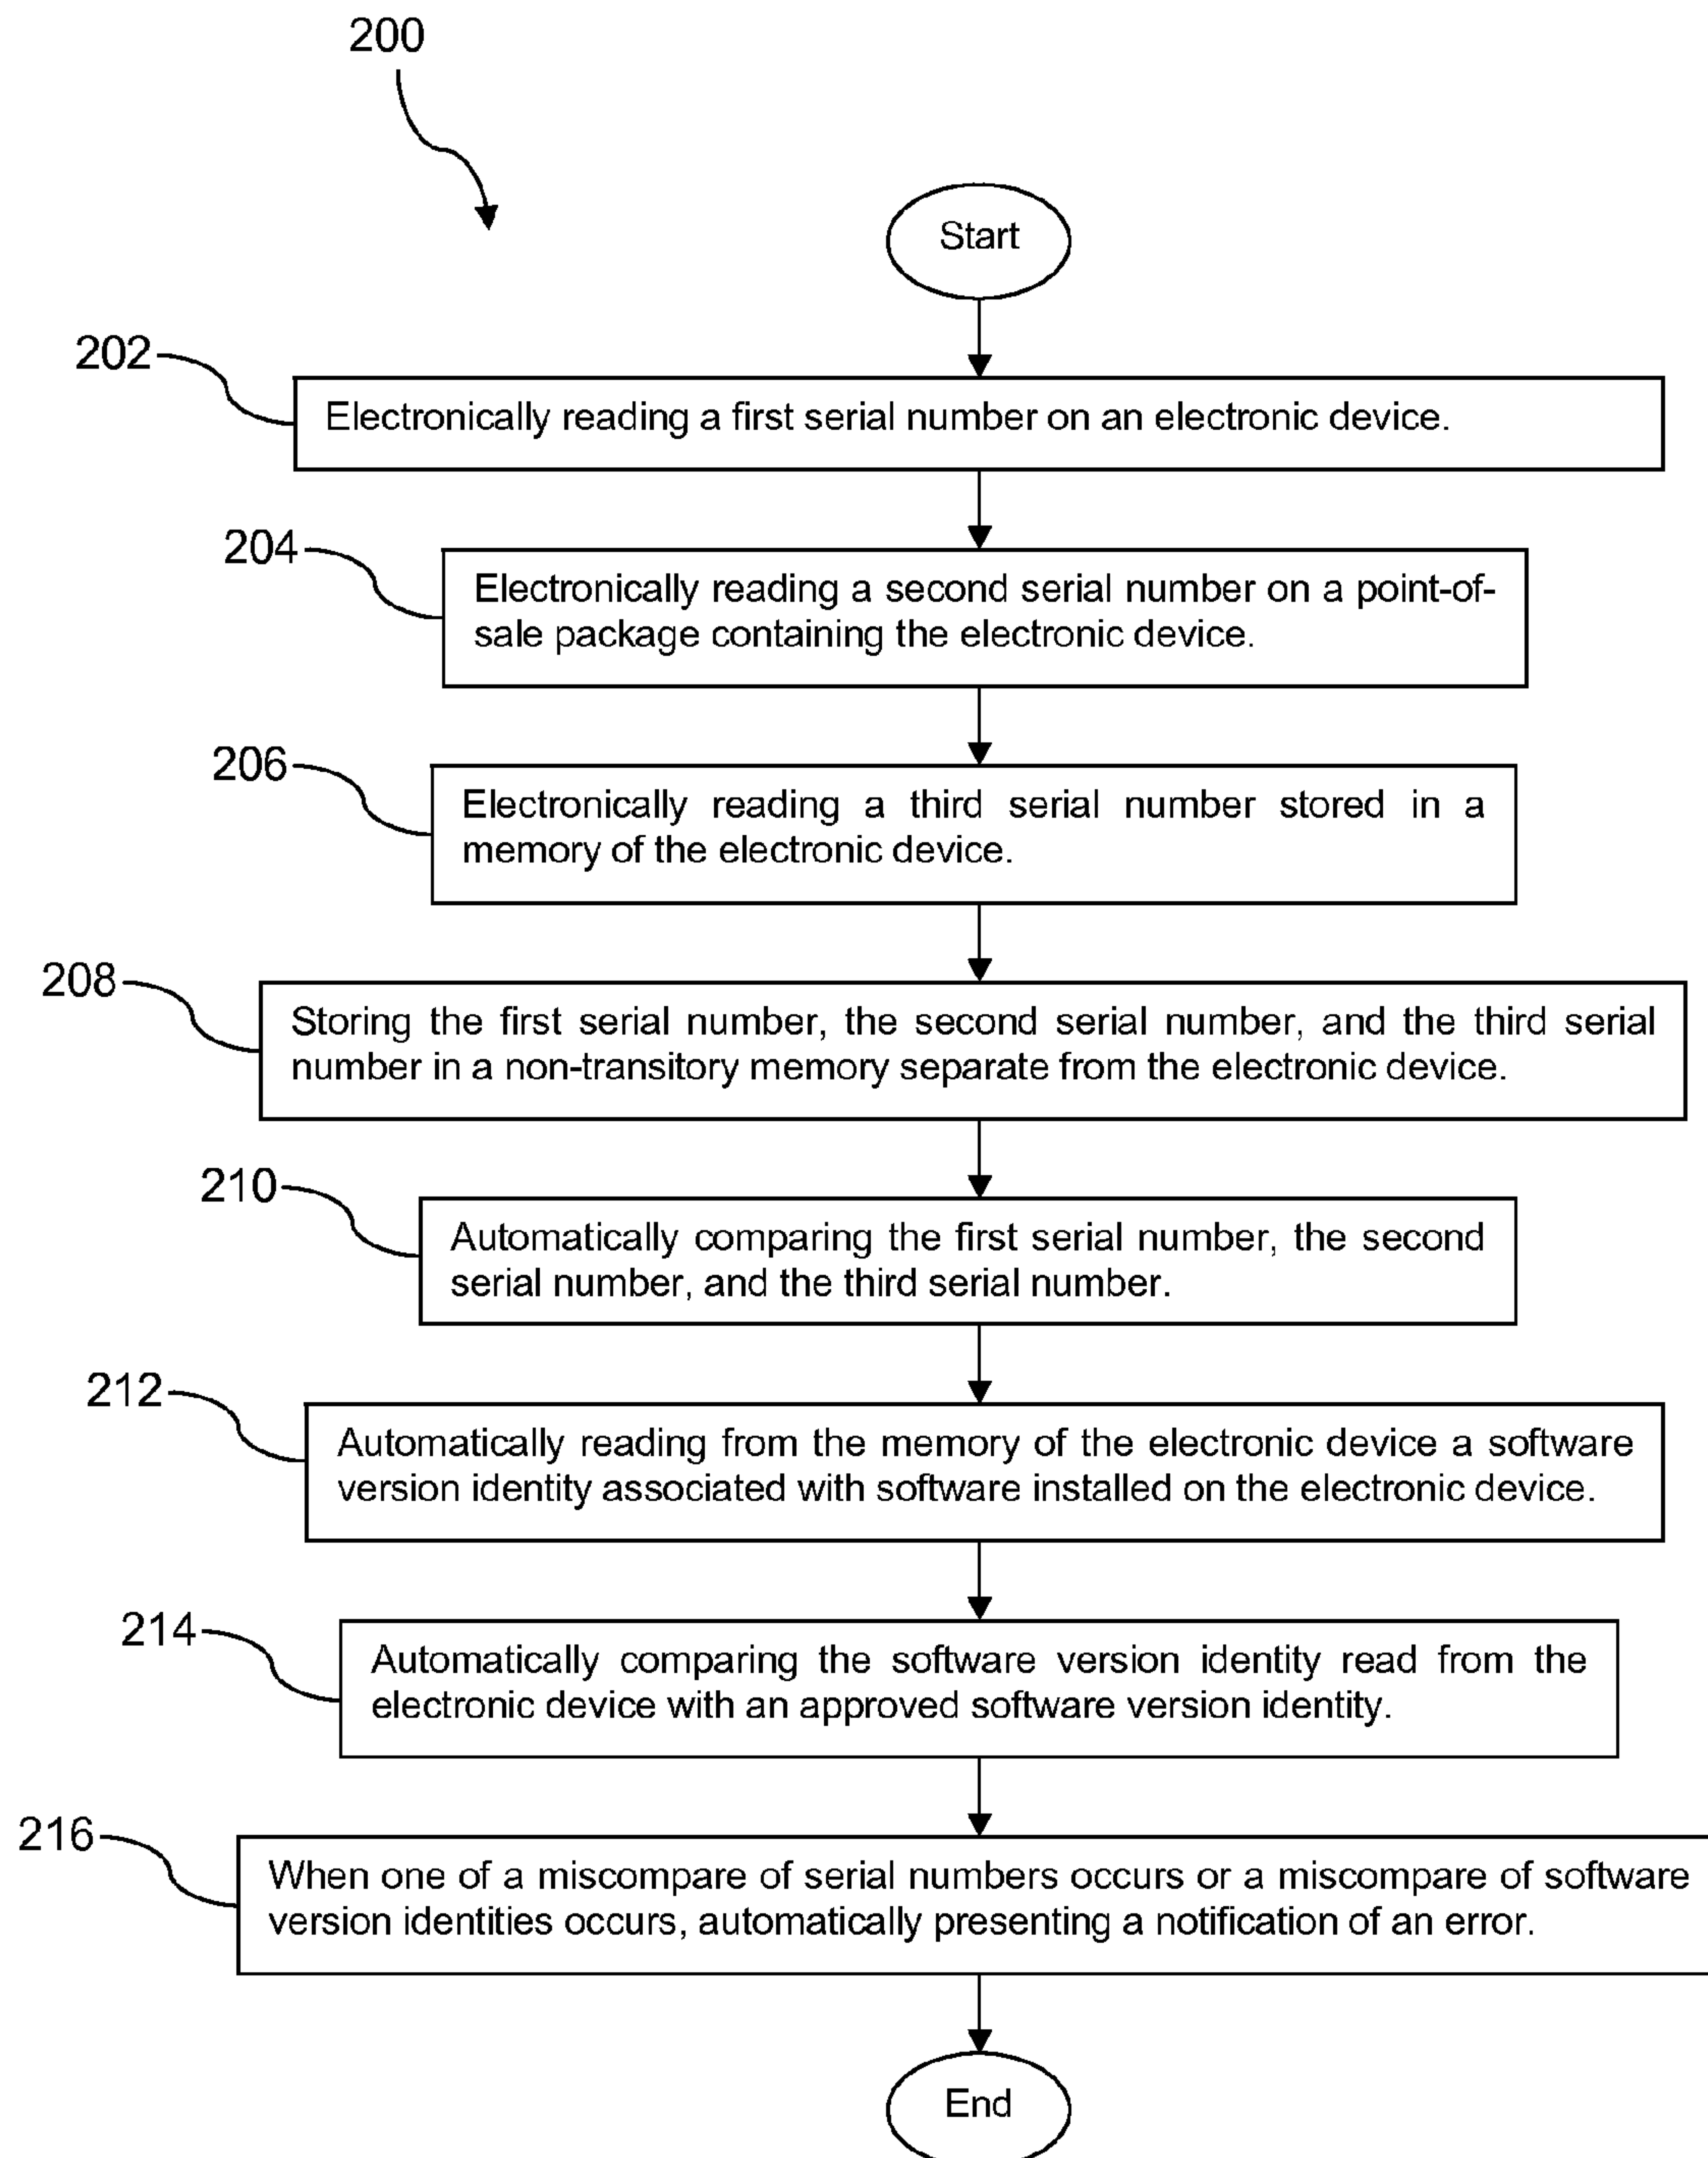 200
Start
202
Electronically reading a first serial number on an electronic device.
204
Electronically reading a second serial number on a point-of-
sale package containing the electronic device.
206
Electronically reading a third serial number stored in a
memory of the electronic device.
208
Storing the first serial number, the second serial number, and the third serial
number in a non-transitory memory separate from the electronic device.
210
Automatically comparing the first serial number, the second
serial number, and the third serial number.
212
Automatically reading from the memory of the electronic device a software
version identity associated with software installed on the electronic device.
214
Automatically comparing the software version identity read from the
electronic device with an approved software version identity.
216
When one of a miscompare of serial numbers occurs or a miscompare of software
version identities occurs, automatically presenting a notification of an error.
End